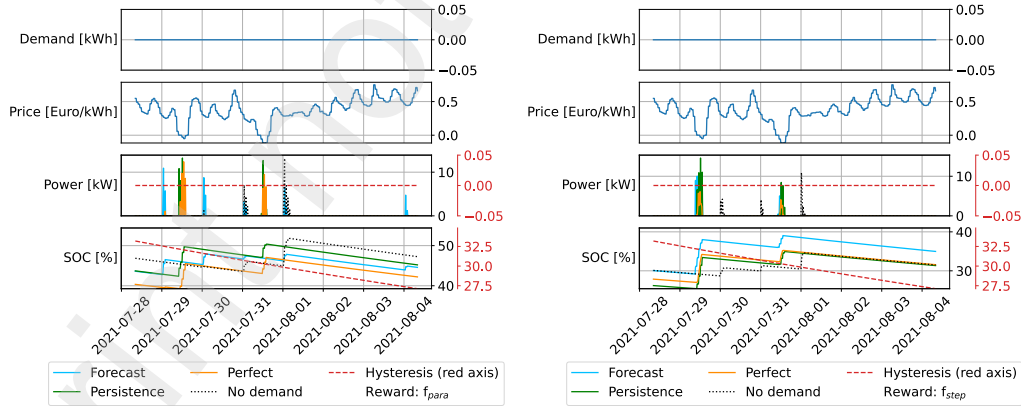 0.05
Demand [kWh]
0.00
−0.05
Price [Euro/kWh]
0.5
0.0
0.05
Power [kW]
10
0.00
0
−0.05
50
32.5
SOC [%]
30.0
40
27.5
2021-07-28
2021-07-29
2021-07-30
2021-07-31
2021-08-01
2021-08-02
2021-08-03
2021-08-04
Forecast
Perfect
Hysteresis (red axis)
Persistence
No demand
Reward: f_para
0.05
Demand [kWh]
0.00
−0.05
Price [Euro/kWh]
0.5
0.0
0.05
Power [kW]
10
0.00
0
−0.05
40
32.5
SOC [%]
30.0
30
27.5
2021-07-28
2021-07-29
2021-07-30
2021-07-31
2021-08-01
2021-08-02
2021-08-03
2021-08-04
Forecast
Perfect
Hysteresis (red axis)
Persistence
No demand
Reward: f_step